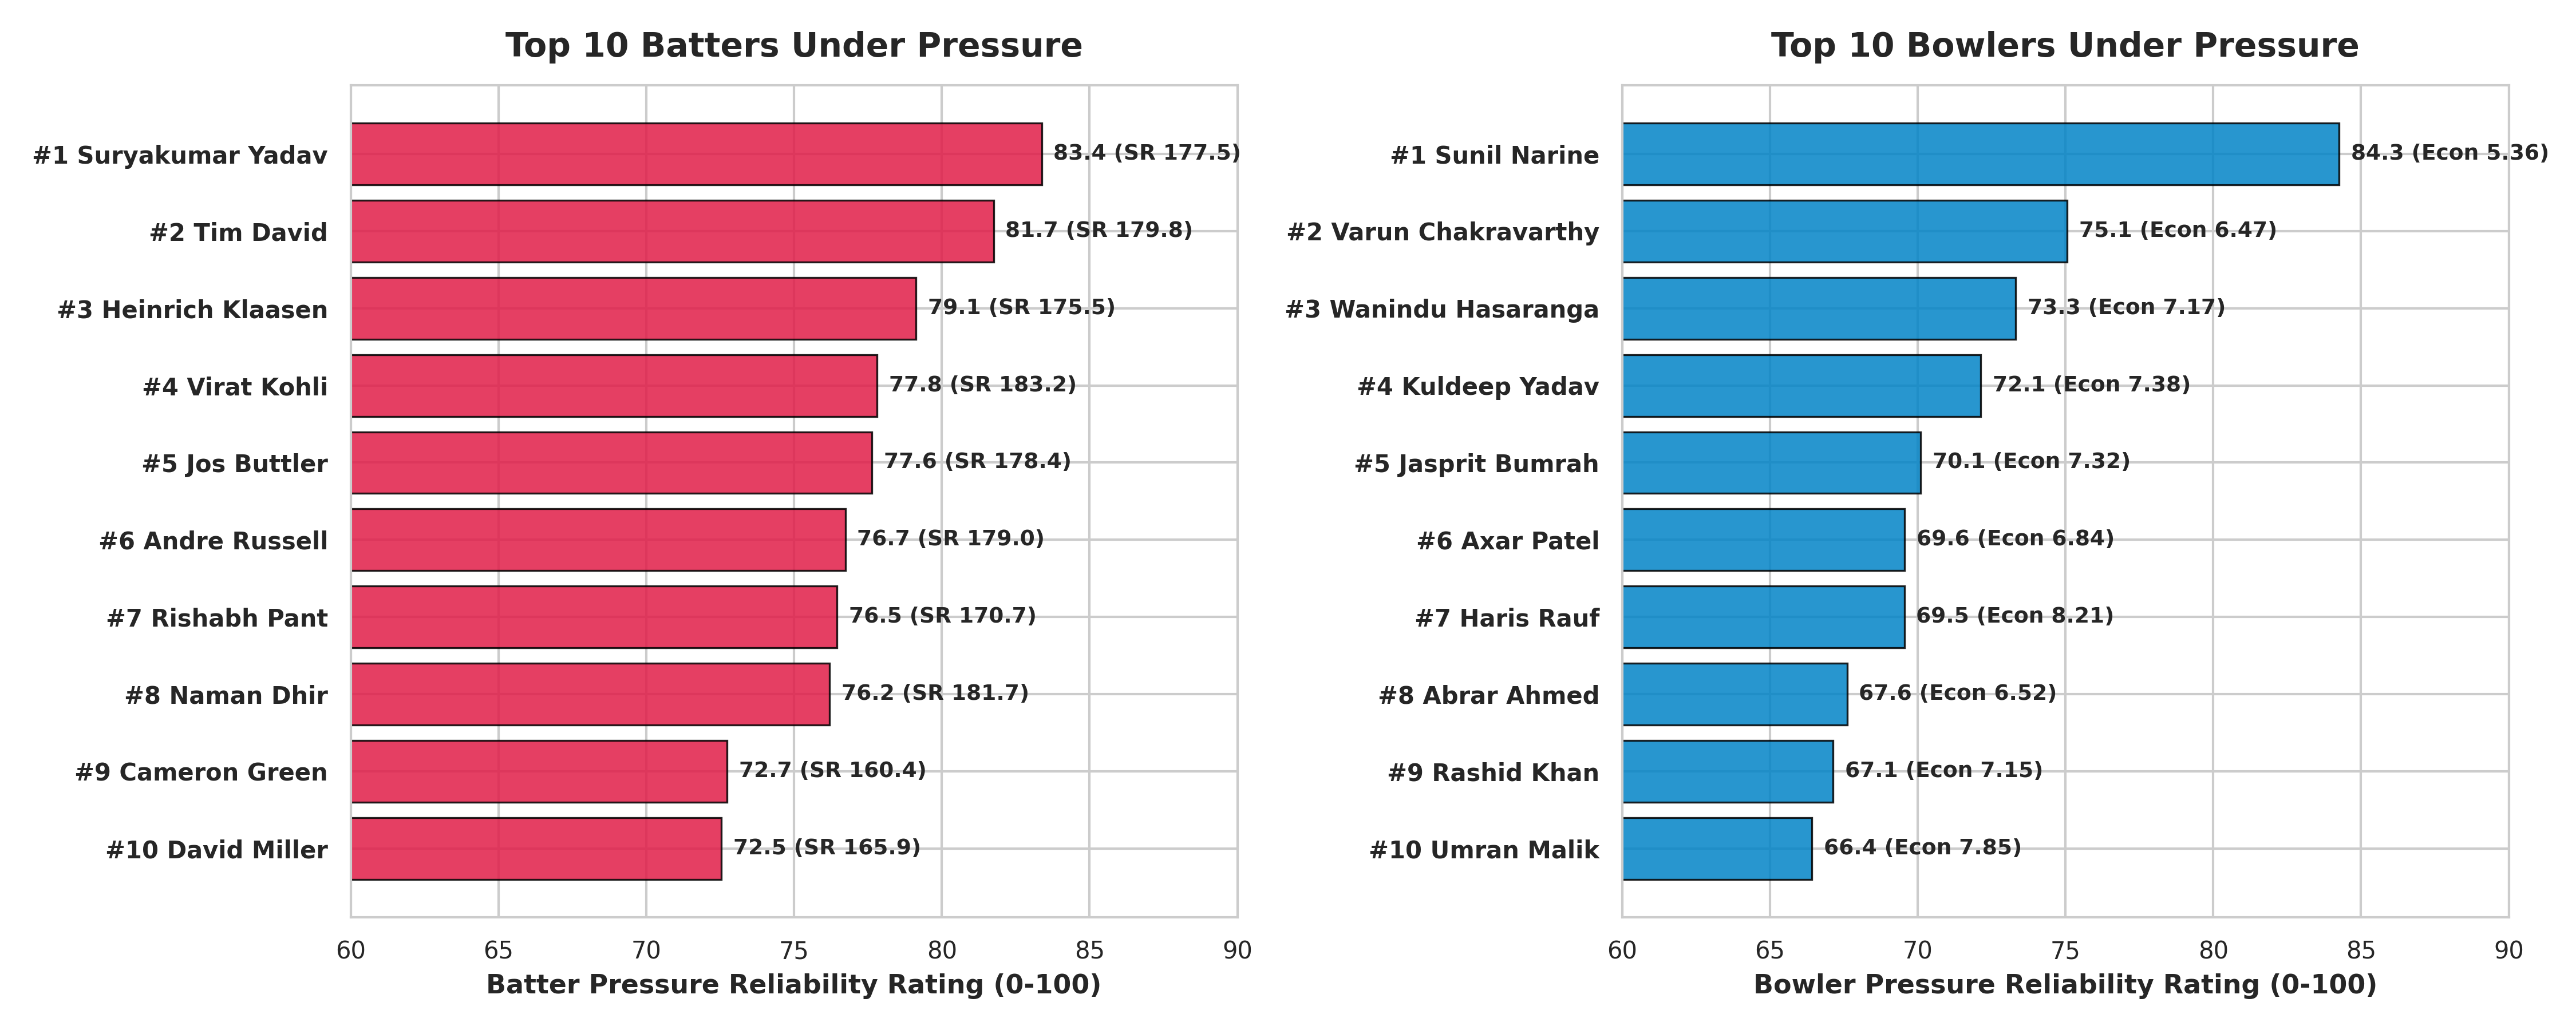 Top 10 Batters Under Pressure
#1 Suryakumar Yadav 83.4 (SR 177.5)
#2 Tim David 81.7 (SR 179.8)
#3 Heinrich Klaasen 79.1 (SR 175.5)
#4 Virat Kohli 77.8 (SR 183.2)
#5 Jos Buttler 77.6 (SR 178.4)
#6 Andre Russell 76.7 (SR 179.0)
#7 Rishabh Pant 76.5 (SR 170.7)
#8 Naman Dhir 76.2 (SR 181.7)
#9 Cameron Green 72.7 (SR 160.4)
#10 David Miller 72.5 (SR 165.9)
60 65 70 75 80 85 90
Batter Pressure Reliability Rating (0-100)
Top 10 Bowlers Under Pressure
#1 Sunil Narine 84.3 (Econ 5.36)
#2 Varun Chakravarthy 75.1 (Econ 6.47)
#3 Wanindu Hasaranga 73.3 (Econ 7.17)
#4 Kuldeep Yadav 72.1 (Econ 7.38)
#5 Jasprit Bumrah 70.1 (Econ 7.32)
#6 Axar Patel 69.6 (Econ 6.84)
#7 Haris Rauf 69.5 (Econ 8.21)
#8 Abrar Ahmed 67.6 (Econ 6.52)
#9 Rashid Khan 67.1 (Econ 7.15)
#10 Umran Malik 66.4 (Econ 7.85)
60 65 70 75 80 85 90
Bowler Pressure Reliability Rating (0-100)